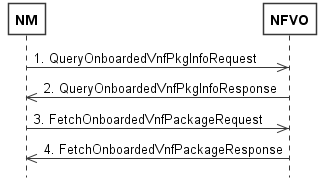 NM NFVO
1. QueryOnboardedVnfPkgInfoRequest
2. QueryOnboardedVnfPkgInfoResponse
3. FetchOnboardedVnfPackageRequest
4. FetchOnboardedVnfPackageResponse